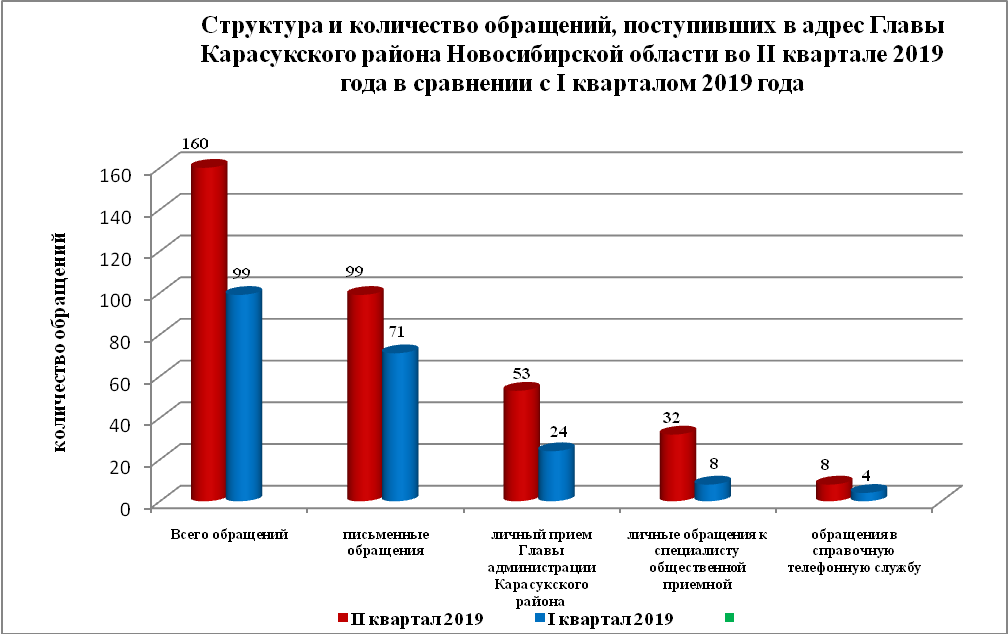 Структура и количество обращений, поступивших в адрес Главы
Карасукского района Новосибирской области во II квартале 2019
года в сравнении с I кварталом 2019 года
количество обращений
160
140
120
100
80
60
40
20
0
160
99
99
71
53
24
32
8
8
4
Всего обращений
письменные
обращения
личный прием
Главы
администрации
Карасукского
района
личные обращения к
специалисту
общественной
приемной
обращения в
справочную
телефонную службу
II квартал 2019
I квартал 2019